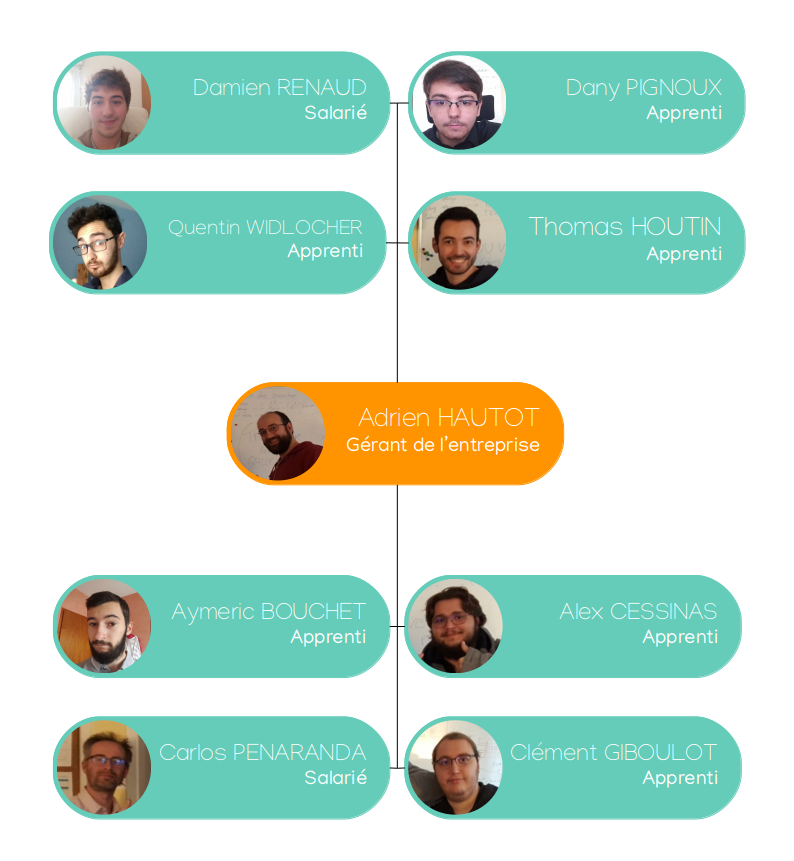 Damien RENAUD
Salarié
Dany PIGNOUX
Apprenti
Quentin WIDLOCHER
Apprenti
Thomas HOUTIN
Apprenti
Adrien HAUTOT
Gérant de l'entreprise
Aymeric BOUCHET
Apprenti
Alex CESSINAS
Apprenti
Carlos PENARANDA
Salarié
Clément GIBOULOT
Apprenti